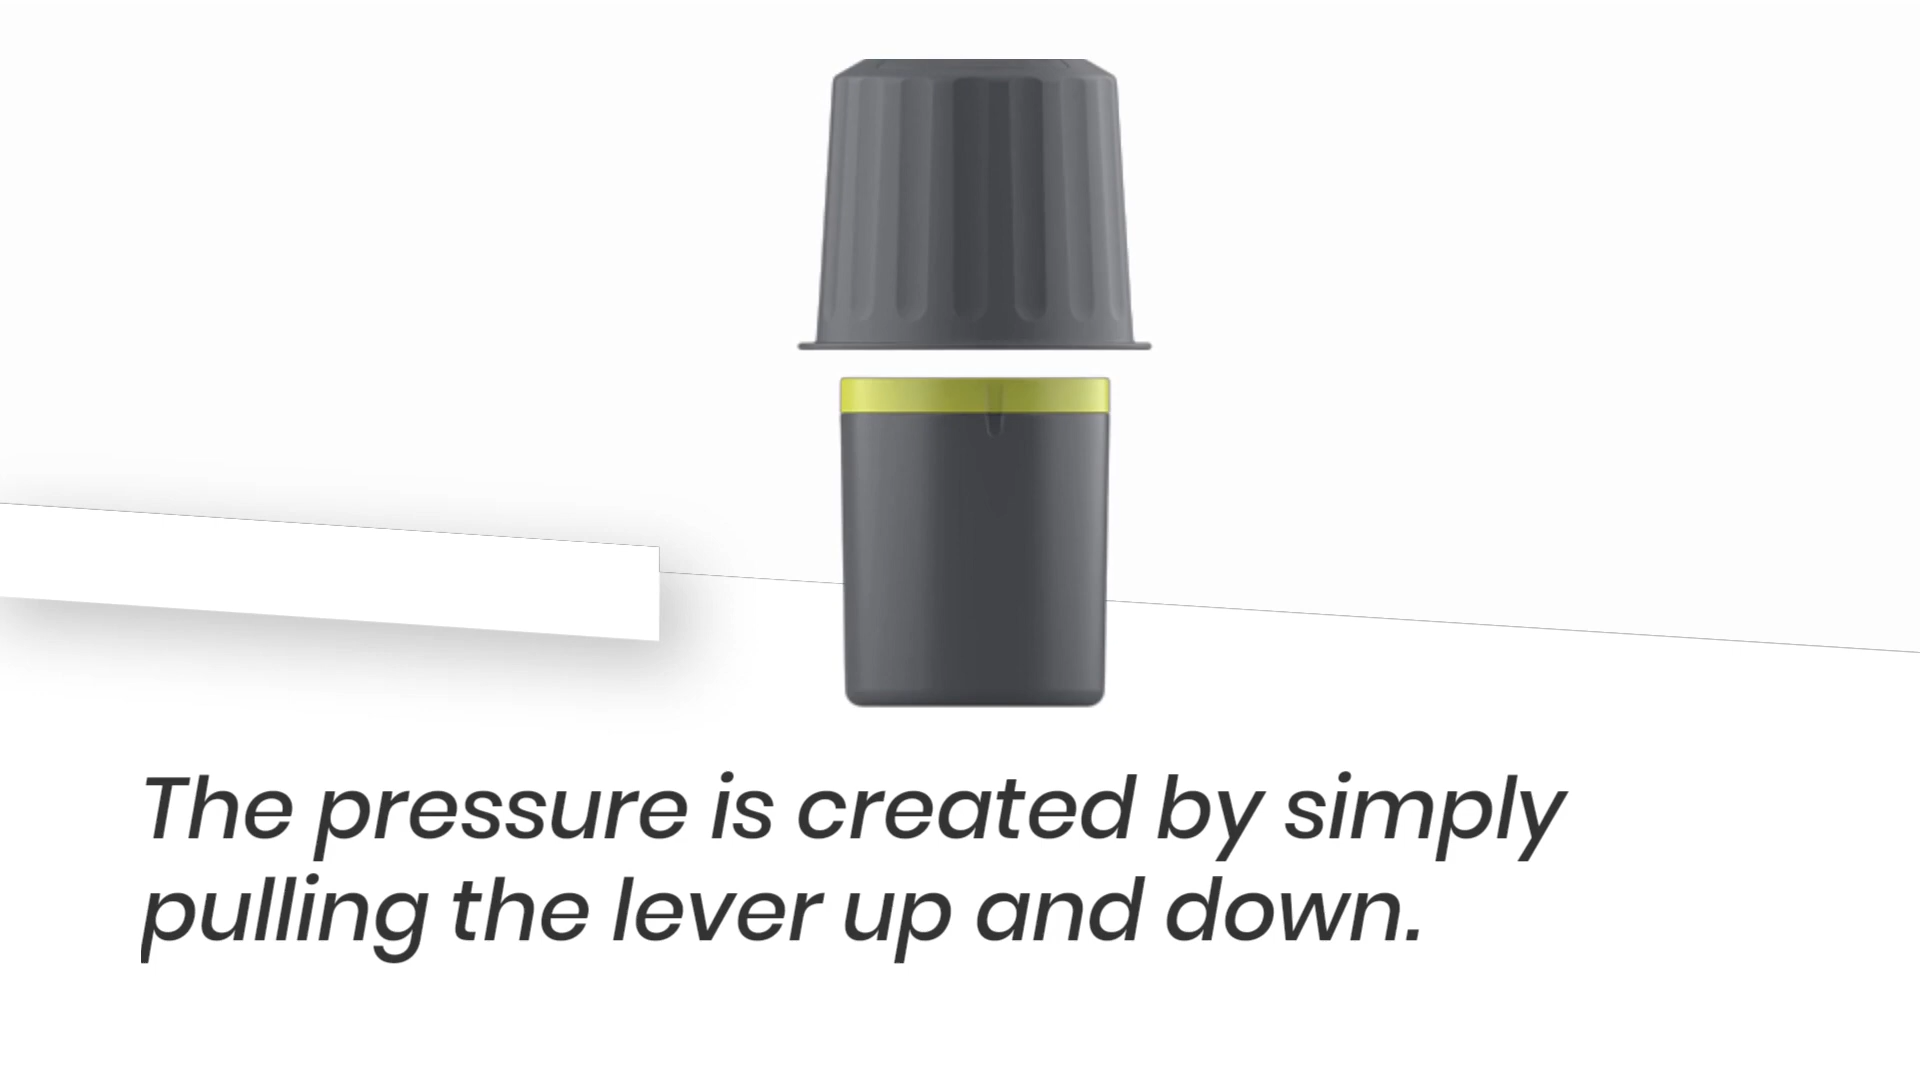 The pressure is created by simply
pulling the lever up and down.